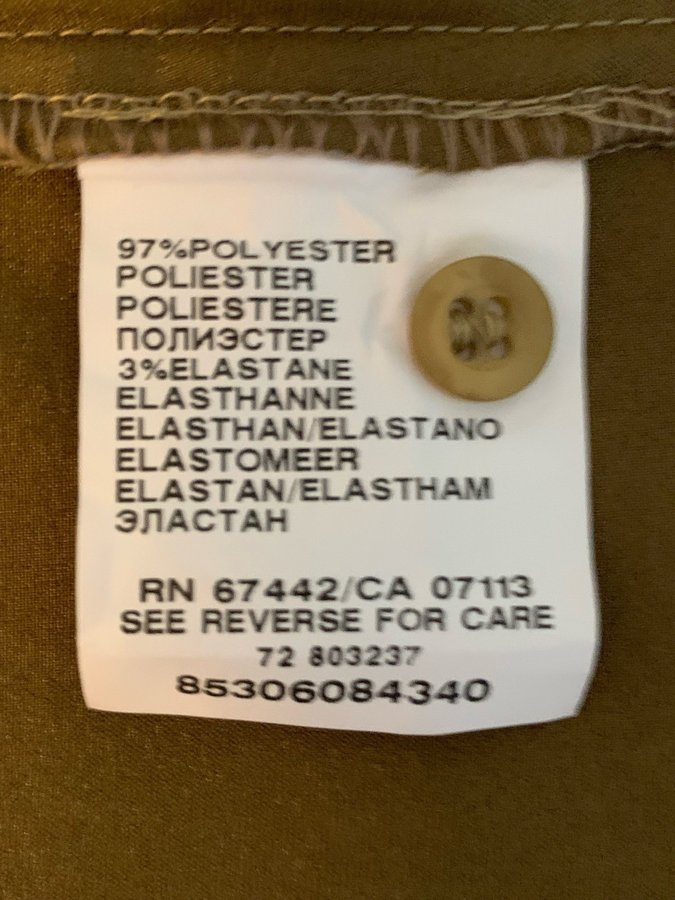 97%POLYESTER
POLIESTER
POLIESTERE
ПОЛИЭСТЕР
3%ELASTANE
ELASTHANNE
ELASTHAN/ELASTANO
ELASTOMEER
ELASTAN/ELASTHAM
ЭЛАСТАН
RN 67442/CA 07113
SEE REVERSE FOR CARE
72 803237
85306084340